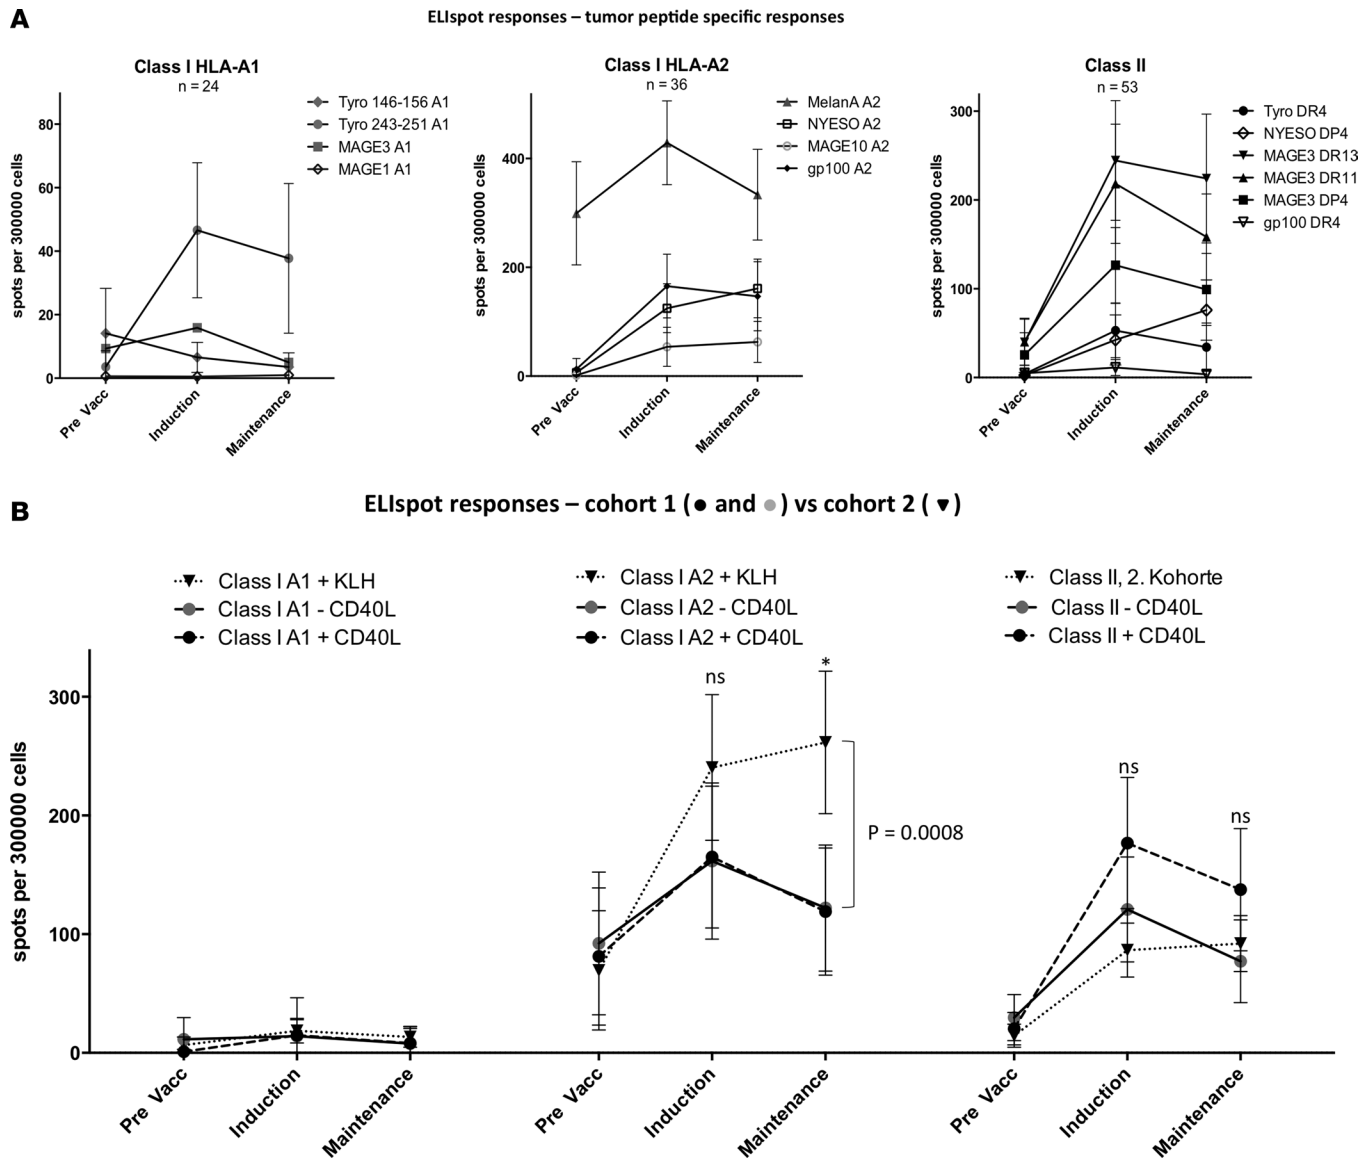 A
ELIspot responses – tumor peptide specific responses
Class I HLA-A1
n = 24
Tyro 146-156 A1
Tyro 243-251 A1
MAGE3 A1
MAGE1 A1
spots per 3000000 cells
80
60
40
20
0
Pre Vacc
Induction
Maintenance
Class I HLA-A2
n = 36
MelanA A2
NYESO A2
MAGE10 A2
gp100 A2
spots per 3000000 cells
400
200
0
Pre Vacc
Induction
Maintenance
Class II
n = 53
Tyro DR4
NYESO DP4
MAGE3 DR13
MAGE3 DR11
MAGE3 DP4
gp100 DR4
spots per 3000000 cells
300
200
100
0
Pre Vacc
Induction
Maintenance
B
ELIspot responses – cohort 1 (● and ●) vs cohort 2 (▼)
Class I A1 + KLH
Class I A1 - CD40L
Class I A1 + CD40L
Class I A2 + KLH
Class I A2 - CD40L
Class I A2 + CD40L
Class II, 2. Kohorte
Class II - CD40L
Class II + CD40L
spots per 300000 cells
300
200
100
0
ns
*
P = 0.0008
ns
ns
Pre Vacc
Induction
Maintenance
Pre Vacc
Induction
Maintenance
Pre Vacc
Induction
Maintenance